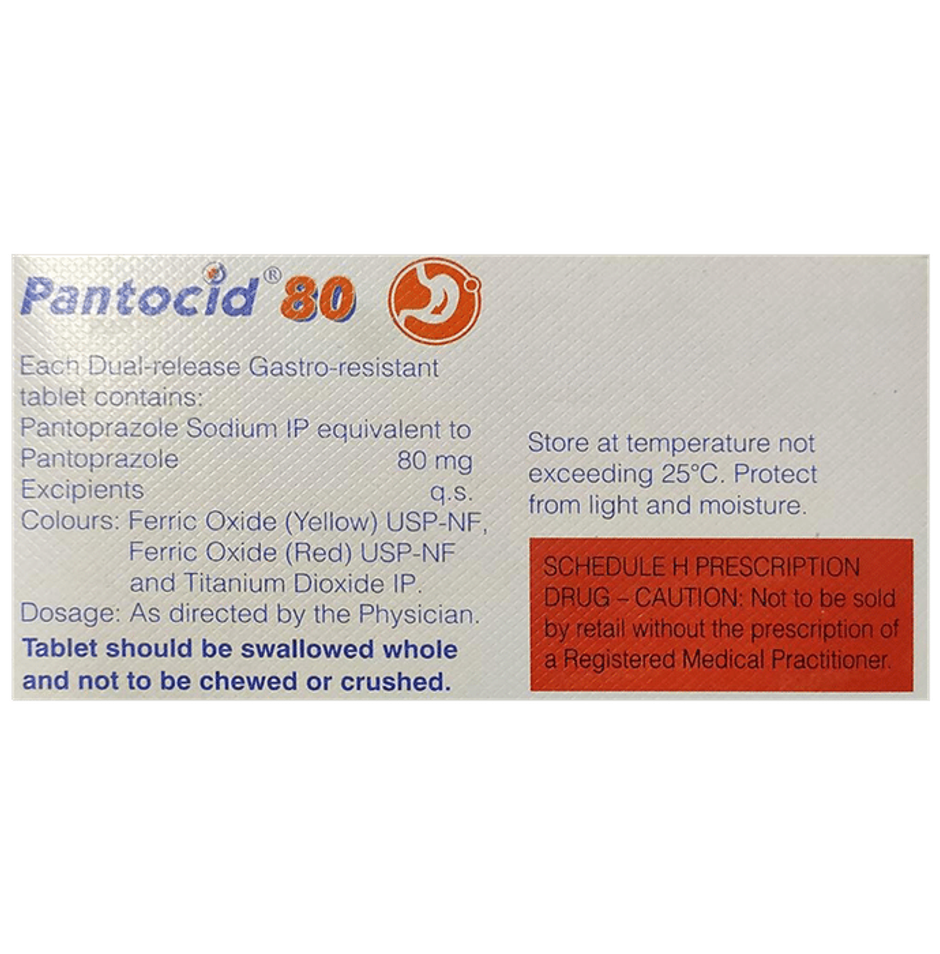 Pantocid® 80
Each Dual-release Gastro-resistant
tablet contains:
Pantoprazole Sodium IP equivalent to
Pantoprazole 80 mg
Excipients q.s.
Colours: Ferric Oxide (Yellow) USP-NF,
Ferric Oxide (Red) USP-NF
and Titanium Dioxide IP.
Dosage: As directed by the Physician.
Tablet should be swallowed whole
and not to be chewed or crushed.
Store at temperature not
exceeding 25°C. Protect
from light and moisture.
SCHEDULE H PRESCRIPTION
DRUG – CAUTION: Not to be sold
by retail without the prescription of
a Registered Medical Practitioner.